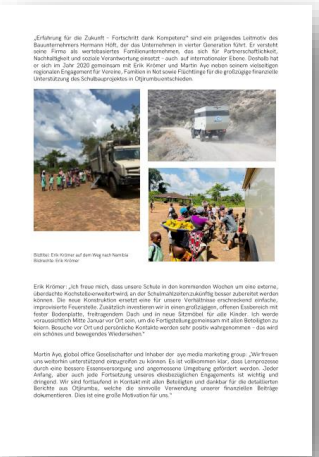 „Erfahrung für die Zukunft – Fortschritt dank Kompetenz“ sind ein prägendes Leitmotiv des
Bauunternehmers Hermann Höft, der das Unternehmen in vierter Generation führt. Er versteht
seine Firma als wertebasiertes Familienunternehmen, das sich für Partnerschaftlichkeit,
Nachhaltigkeit und soziale Verantwortung einsetzt - auch auf internationaler Ebene. Deshalb hat
er sich im Jahr 2020 gemeinsam mit Erik Krömer und Martin Aye neben seinem vielseitigen
regionalen Engagement für Vereine, Familien in Not sowie Flüchtlinge für die großzügige finanzielle
Unterstützung des Schulbauprojektes in Otjirumbu entschieden.
Bildtitel: Erik Krömer auf dem Weg nach Namibia
Bildrechte: Erik Krömer
Erik Krömer: „Ich freue mich, dass unsere Schule in den kommenden Wochen um eine externe,
überdachte Kochstelle erweitert wird, an der Schulmahlzeiten zukünftig besser zubereitet werden
können. Die neue Konstruktion ersetzt eine für unsere Verhältnisse erschreckend einfache,
improvisierte Feuerstelle. Zusätzlich investieren wir in einen großzügigen, offenen Essbereich mit
fester Bodenplatte, freitragendem Dach und in neue Sitzmöbel für alle Kinder. Ich werde
voraussichtlich Mitte Januar vor Ort sein, um die Fertigstellung gemeinsam mit allen Beteiligten zu
feiern. Besuche vor Ort und persönliche Kontakte werden sehr positiv wahrgenommen – das wird
ein schönes und bewegendes Wiedersehen.“
Martin Aye, global office Gesellschafter und Inhaber der aye media marketing group: „Wir freuen
uns weiterhin unterstützend einzugreifen zu können. Es ist vollkommen klar, dass Lernprozesse
durch eine bessere Essensversorgung und angemessene Umgebung gefördert werden. Jeder
Anfang, aber auch jede Fortsetzung unseres diesbezüglichen Engagements ist wichtig und
dringend. Wir sind fortlaufend in Kontakt mit allen Beteiligten und dankbar für die detaillierten
Berichte aus Otjirumbu, welche die sinnvolle Verwendung unserer finanziellen Beiträge
dokumentieren. Dies ist eine große Motivation für uns.“